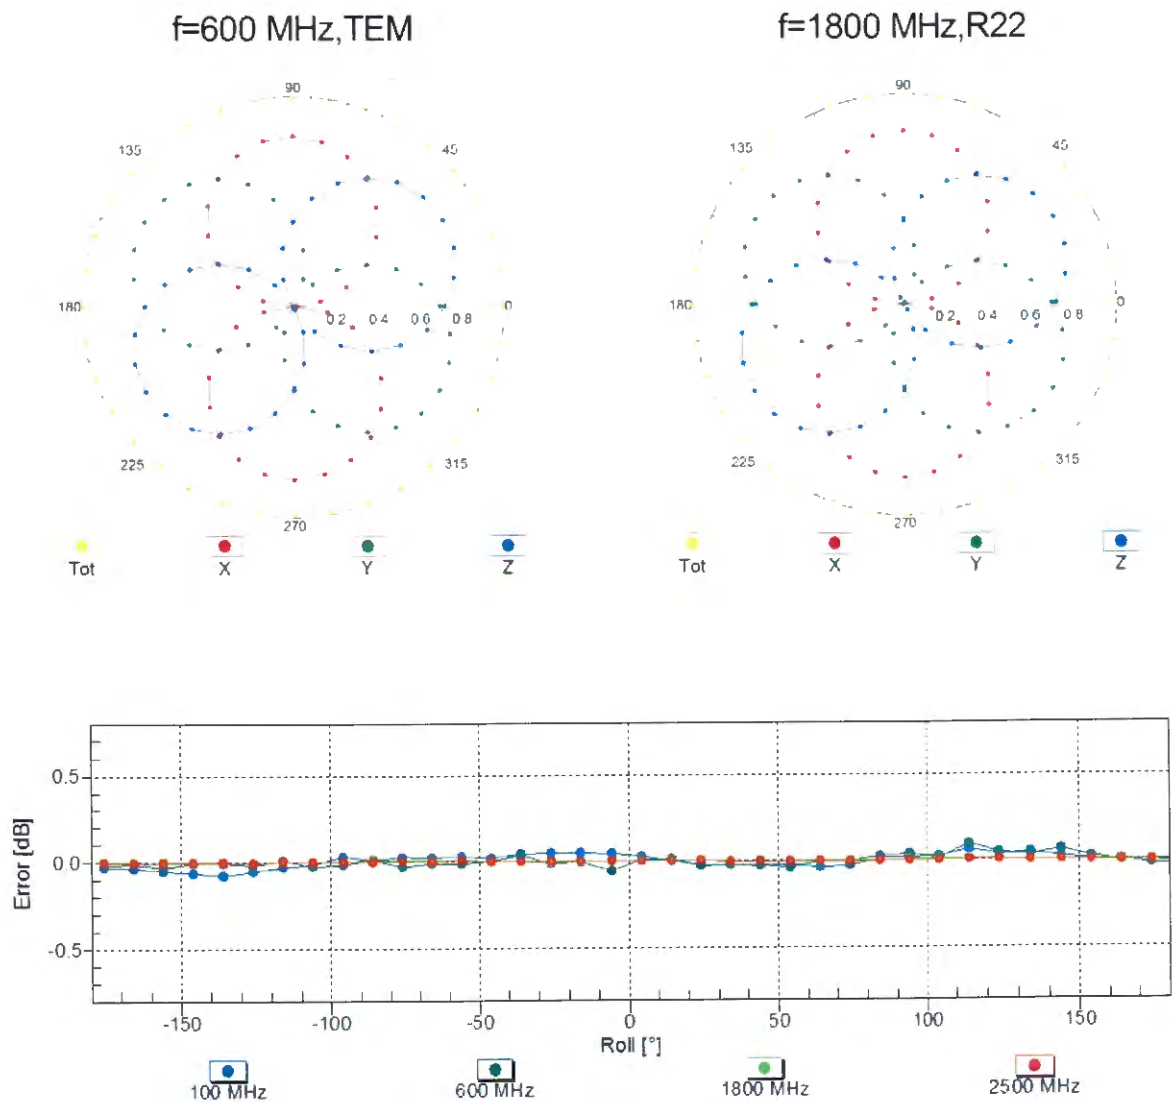 f=600 MHz,TEM
f=1800 MHz,R22
90
135
45
180
0
0.2 0.4 0.6 0.8
225
315
270
Tot X Y Z
90
135
45
180
0
0.2 0.4 0.6 0.8
225
315
270
Tot X Y Z
Error [dB]
0.5
0.0
-0.5
-150 -100 -50 0 50 100 150
Roll [°]
100 MHz 600 MHz 1800 MHz 2500 MHz